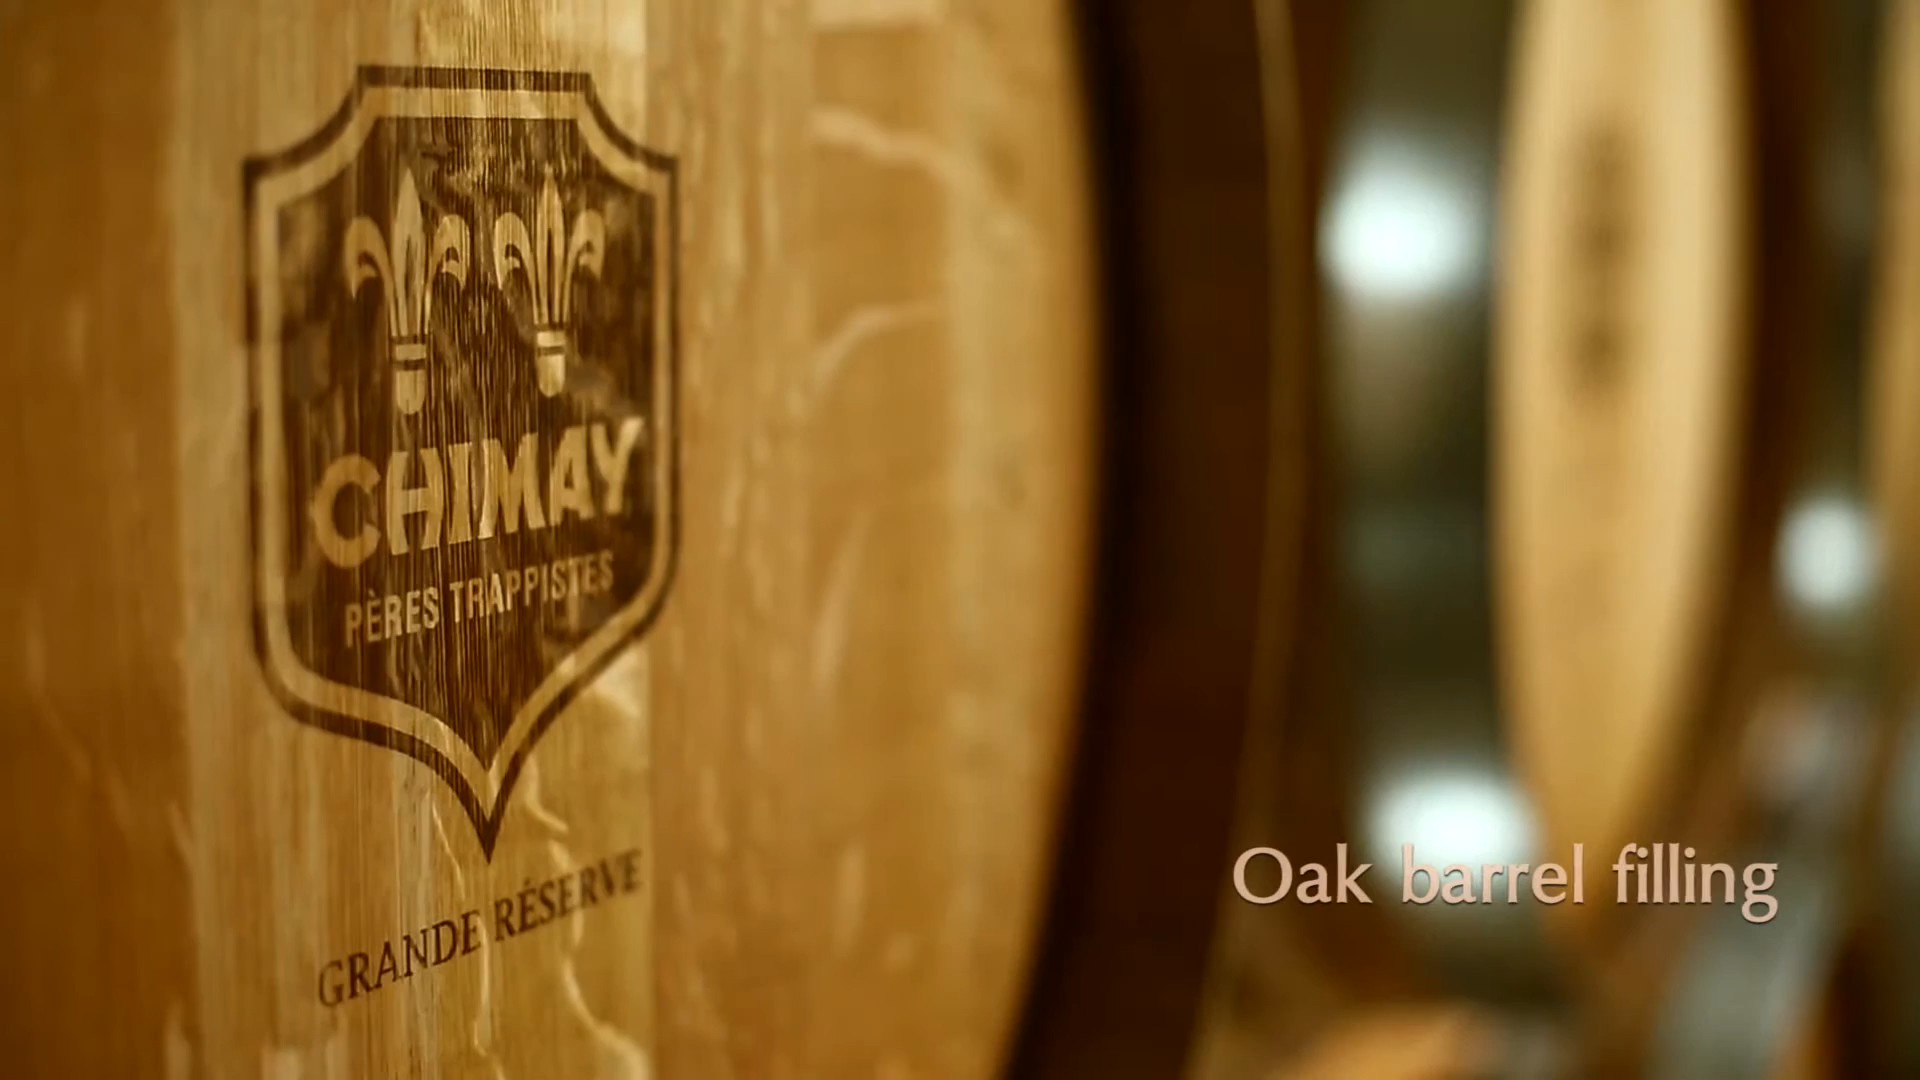 CHIMAY
PÈRES TRAPPISTES
GRANDE RÉSERVE
Oak barrel filling